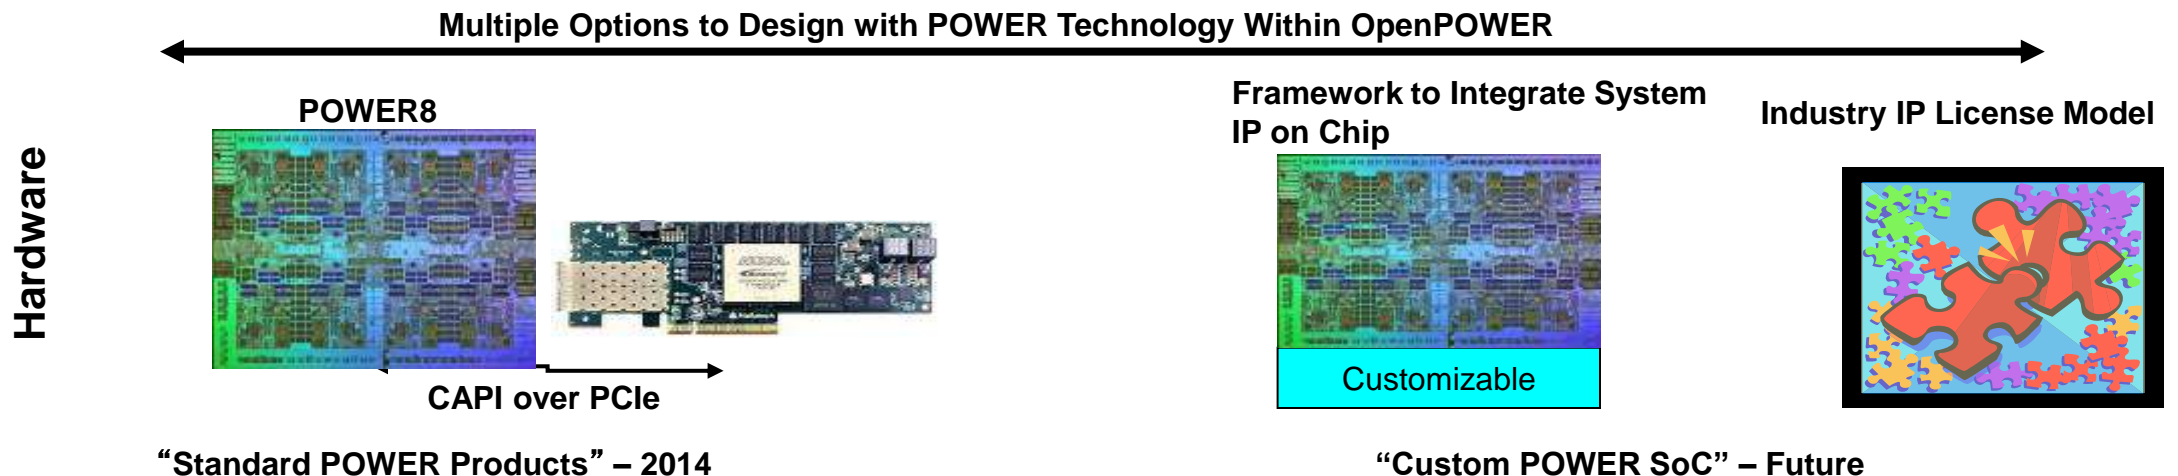 Multiple Options to Design with POWER Technology Within OpenPOWER
Hardware
POWER8
CAPI over PCIe
“Standard POWER Products” – 2014
Framework to Integrate System
IP on Chip
Customizable
Industry IP License Model
“Custom POWER SoC” – Future